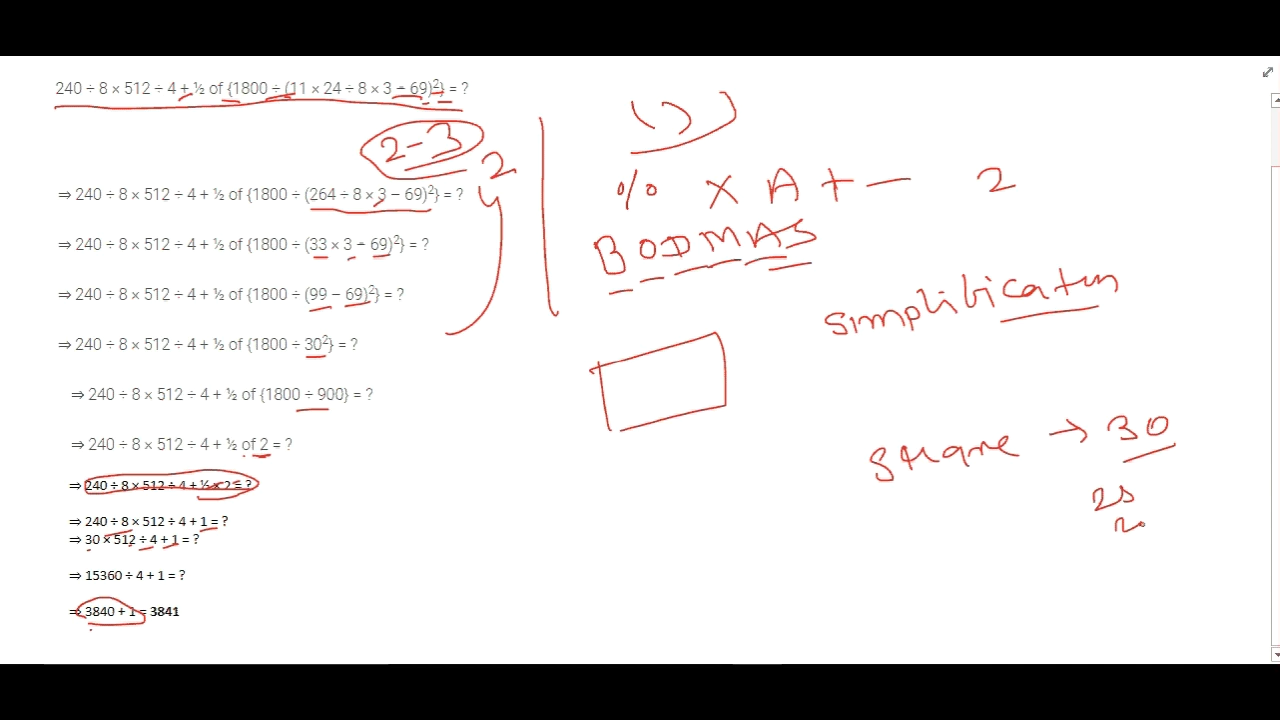 240 ÷ 8 × 512 ÷ 4 + ½ of {1800 ÷ (11 × 24 ÷ 8 × 3 − 69)²} = ?
2-3
2
⇒ 240 ÷ 8 × 512 ÷ 4 + ½ of {1800 ÷ (264 ÷ 8 × 3 − 69)²} = ?
⇒ 240 ÷ 8 × 512 ÷ 4 + ½ of {1800 ÷ (33 × 3 − 69)²} = ?
⇒ 240 ÷ 8 × 512 ÷ 4 + ½ of {1800 ÷ (99 − 69)²} = ?
⇒ 240 ÷ 8 × 512 ÷ 4 + ½ of {1800 ÷ 30²} = ?
⇒ 240 ÷ 8 × 512 ÷ 4 + ½ of {1800 ÷ 900} = ?
⇒ 240 ÷ 8 × 512 ÷ 4 + ½ of 2 = ?
⇒ 240 ÷ 8 × 512 ÷ 4 + ½ × 2 = ?
⇒ 240 ÷ 8 × 512 ÷ 4 + 1 = ?
⇒ 30 × 512 ÷ 4 + 1 = ?
⇒ 15360 ÷ 4 + 1 = ?
⇒ 3840 + 1 = 3841
% × A + − 2
BODMAS
→ 30